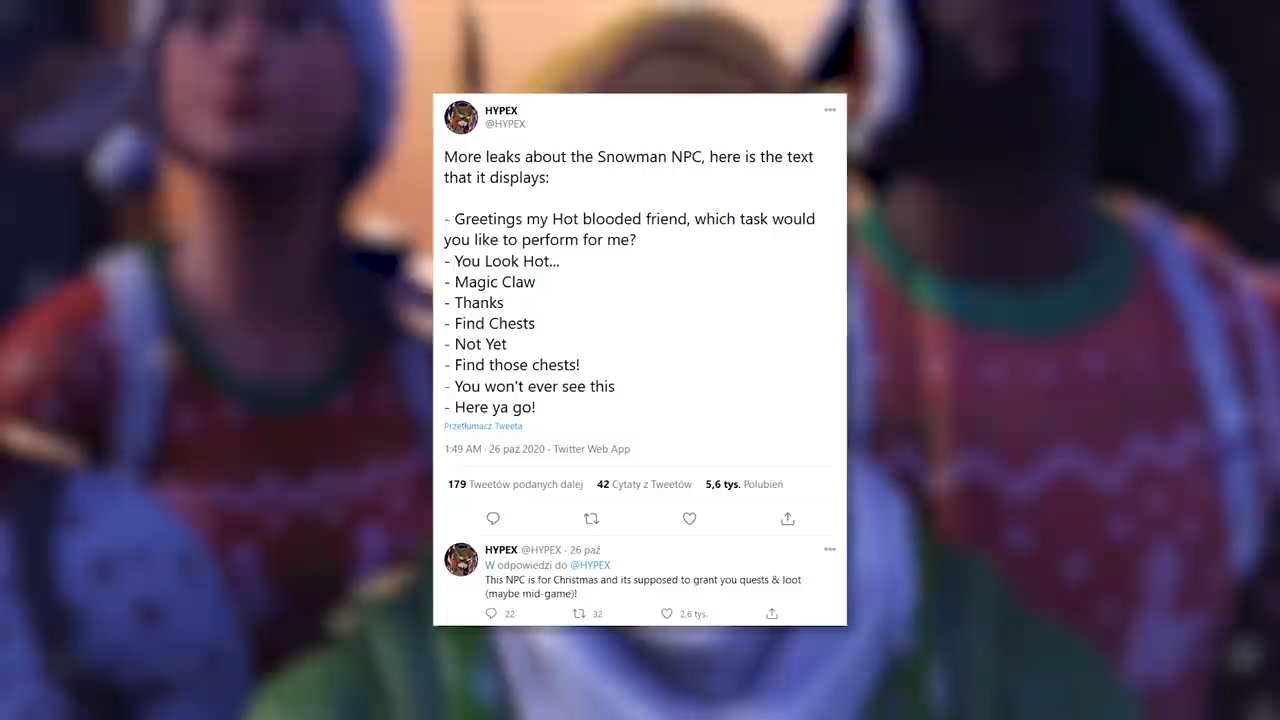 HYPEX
@HYPEX
More leaks about the Snowman NPC, here is the text
that it displays:
- Greetings my Hot blooded friend, which task would
you like to perform for me?
- You Look Hot...
- Magic Claw
- Thanks
- Find Chests
- Not Yet
- Find those chests!
- You won't ever see this
- Here ya go!
Przetłumacz Tweeta
1:49 AM · 26 paź 2020 · Twitter Web App
179 Tweetów podanych dalej 42 Cytaty z Tweetów 5,6 tys. Polubień
HYPEX @HYPEX · 26 paź
W odpowiedzi do @HYPEX
This NPC is for Christmas and its supposed to grant you quests & loot
(maybe mid-game)!
22 32 2,6 tys.